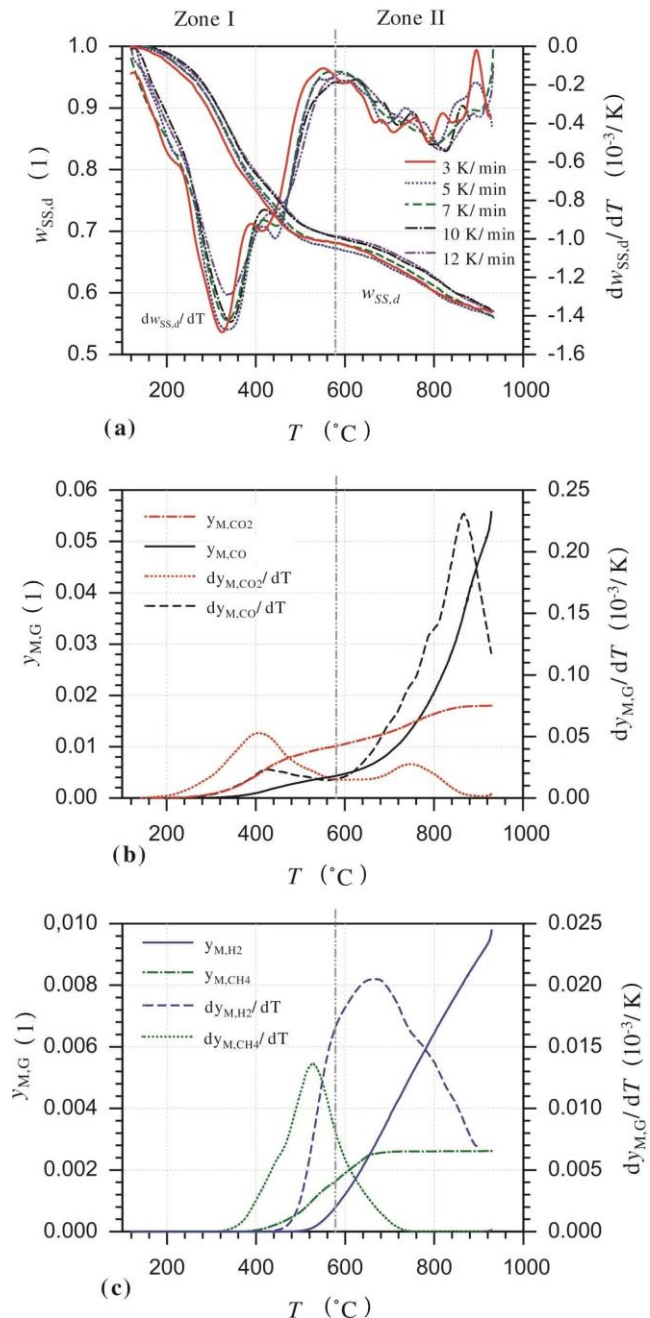 Zone I Zone II
1.0 0.0
0.9 -0.2
-0.4
0.8 -0.6
0.7 -0.8
-1.0
0.6 -1.2
-1.4
0.5 -1.6
w_SS,d (1)
dw_SS,d/dT (10⁻³/K)
3 K/min
5 K/min
7 K/min
10 K/min
12 K/min
dw_SS,d/dT
w_SS,d
200 400 600 800 1000
(a) T (˚C)
0.06 0.25
0.05 0.20
0.04 0.15
0.03
0.02 0.10
0.01 0.05
0.00 0.00
y_M,G (1)
dy_M,G/dT (10⁻³/K)
y_M,CO2
y_M,CO
dy_M,CO2/dT
dy_M,CO/dT
200 400 600 800 1000
(b) T (˚C)
0,010 0.025
0.008 0.020
0.006 0.015
0.004 0.010
0.002 0.005
0.000 0.000
y_M,G (1)
dy_M,G/dT (10⁻³/K)
y_M,H2
y_M,CH4
dy_M,H2/dT
dy_M,CH4/dT
200 400 600 800 1000
(c) T (˚C)